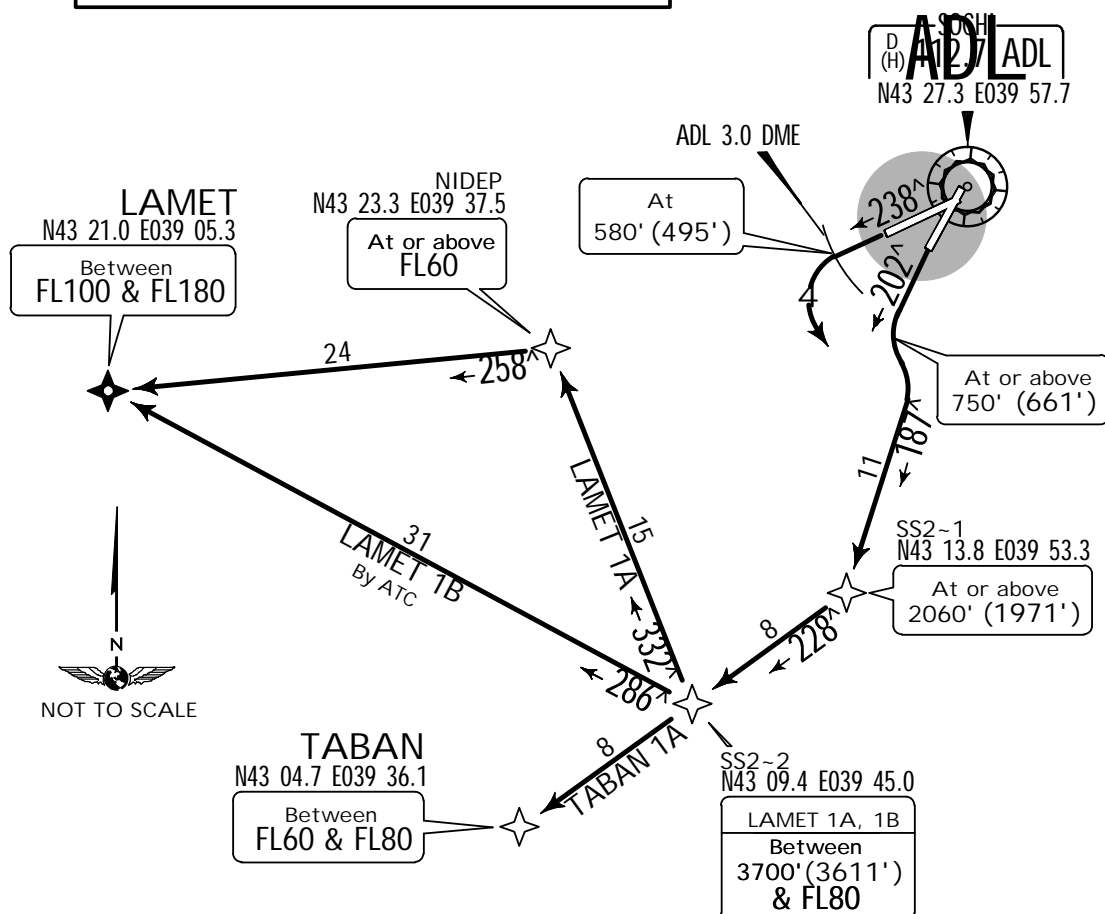 SOCHI
D
(H)
112.7 ADL
ADL
N43 27.3 E039 57.7
ADL 3.0 DME
NIDEP
N43 23.3 E039 37.5
At or above
FL60
LAMET
N43 21.0 E039 05.3
Between
FL100 & FL180
At
580' (495')
238^
202^
4
24
258^
At or above
750' (661')
187^
11
LAMET 1A
15
332^
31
LAMET 1B
By ATC
286^
SS2~1
N43 13.8 E039 53.3
At or above
2060' (1971')
8
228^
N
NOT TO SCALE
TABAN
N43 04.7 E039 36.1
Between
FL60 & FL80
8
TABAN 1A
SS2~2
N43 09.4 E039 45.0
LAMET 1A, 1B
Between
3700' (3611')
& FL80